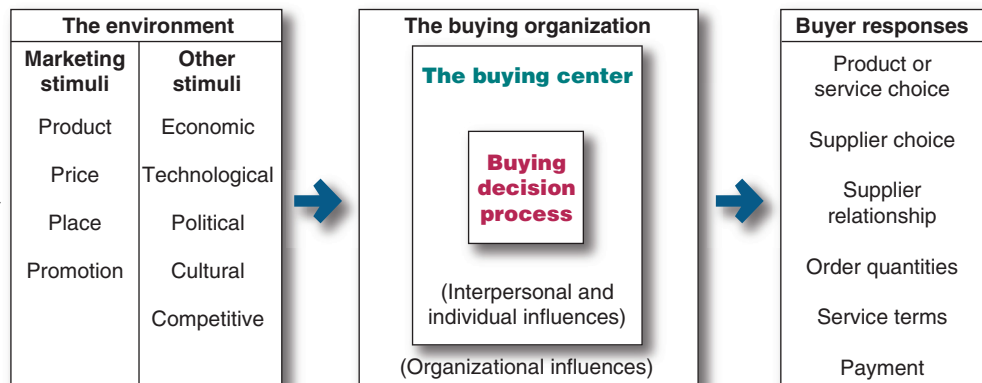 The environment
Marketing
stimuli
Product
Price
Place
Promotion
Other
stimuli
Economic
Technological
Political
Cultural
Competitive
The buying organization
The buying center
Buying
decision
process
(Interpersonal and
individual influences)
(Organizational influences)
Buyer responses
Product or
service choice
Supplier choice
Supplier
relationship
Order quantities
Service terms
Payment